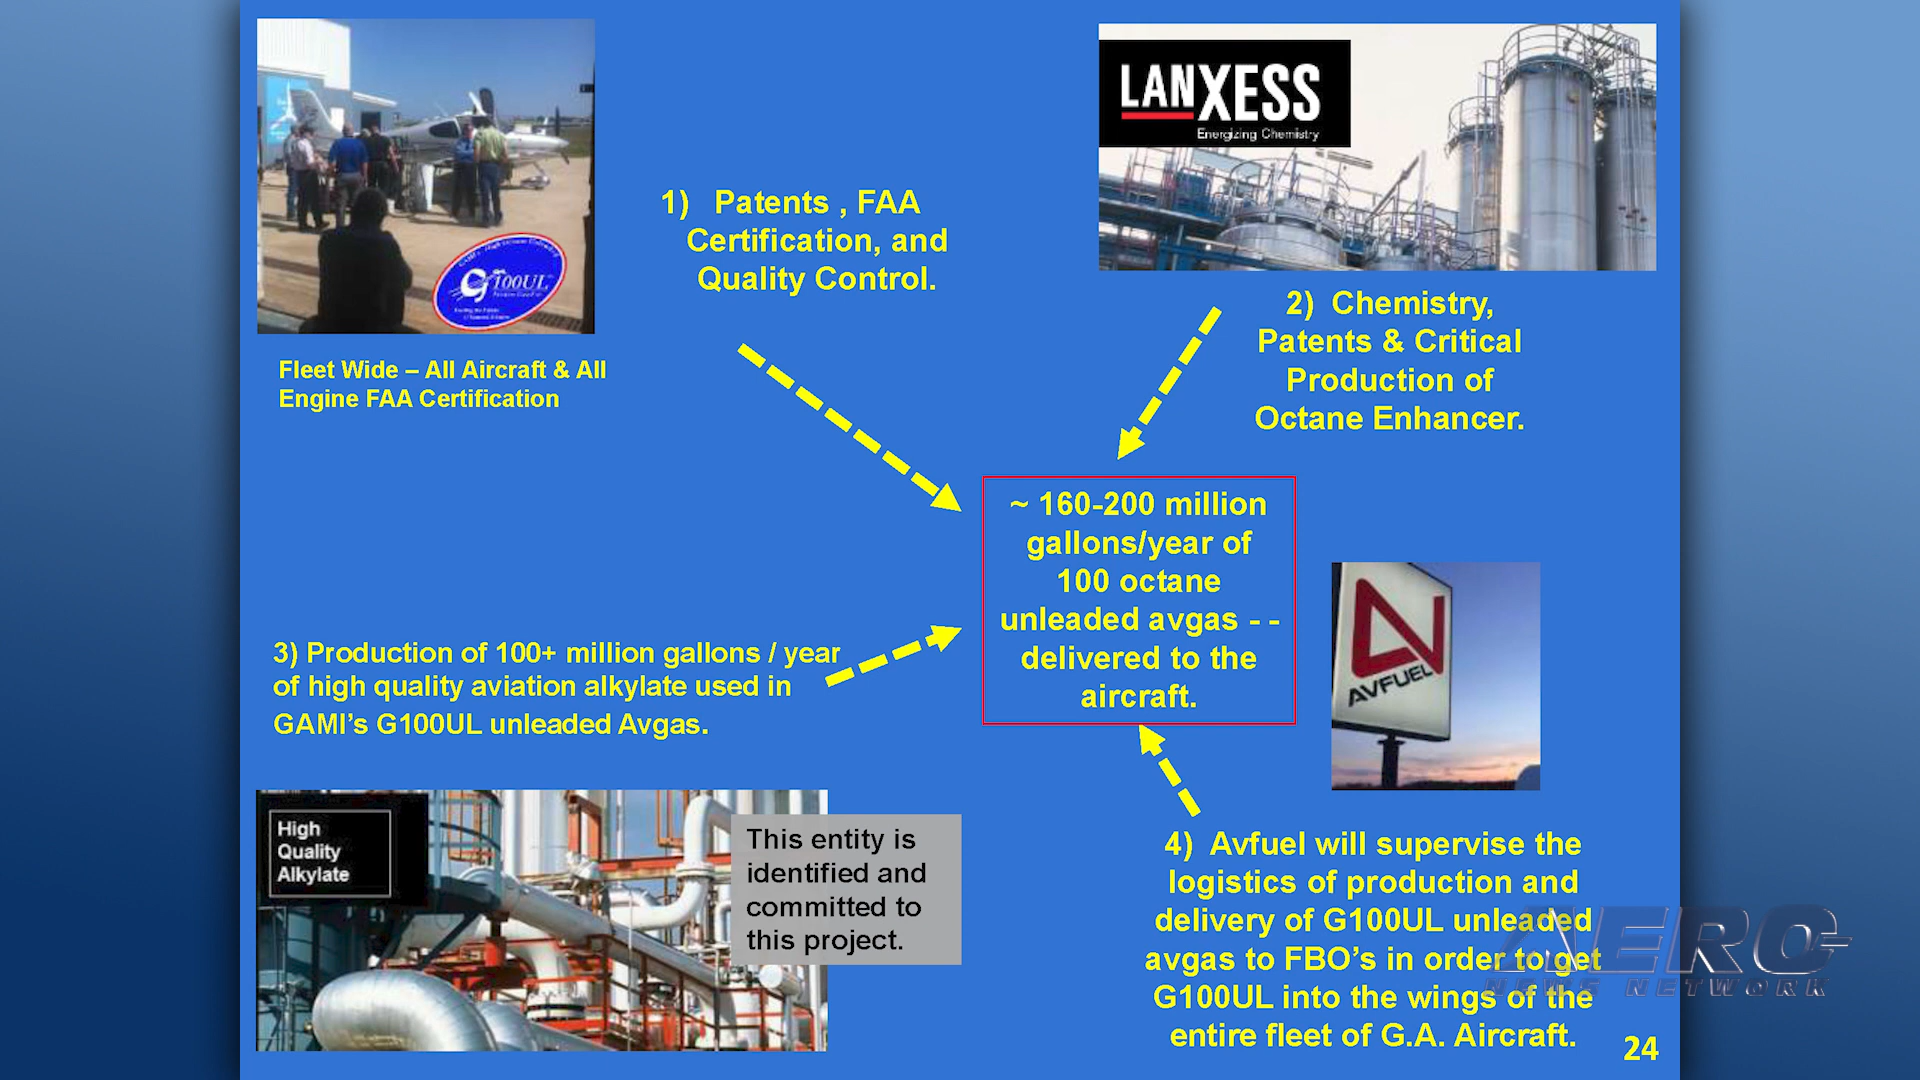 LANXESS
Energizing Chemistry
G100UL
1) Patents , FAA
Certification, and
Quality Control.
Fleet Wide – All Aircraft & All
Engine FAA Certification
2) Chemistry,
Patents & Critical
Production of
Octane Enhancer.
~ 160-200 million
gallons/year of
100 octane
unleaded avgas - -
delivered to the
aircraft.
AVFUEL
3) Production of 100+ million gallons / year
of high quality aviation alkylate used in
GAMI’s G100UL unleaded Avgas.
High
Quality
Alkylate
This entity is
identified and
committed to
this project.
4) Avfuel will supervise the
logistics of production and
delivery of G100UL unleaded
avgas to FBO’s in order to get
G100UL into the wings of the
entire fleet of G.A. Aircraft.
AERO
NEWS NETWORK
24